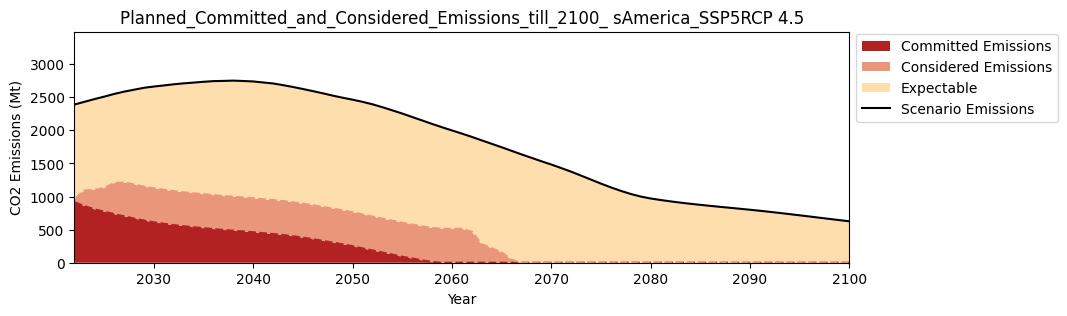 Planned_Committed_and_Considered_Emissions_till_2100_ sAmerica_SSP5RCP 4.5
Committed Emissions
Considered Emissions
Expectable
Scenario Emissions
CO2 Emissions (Mt)
3000
2500
2000
1500
1000
500
0
2030 2040 2050 2060 2070 2080 2090 2100
Year